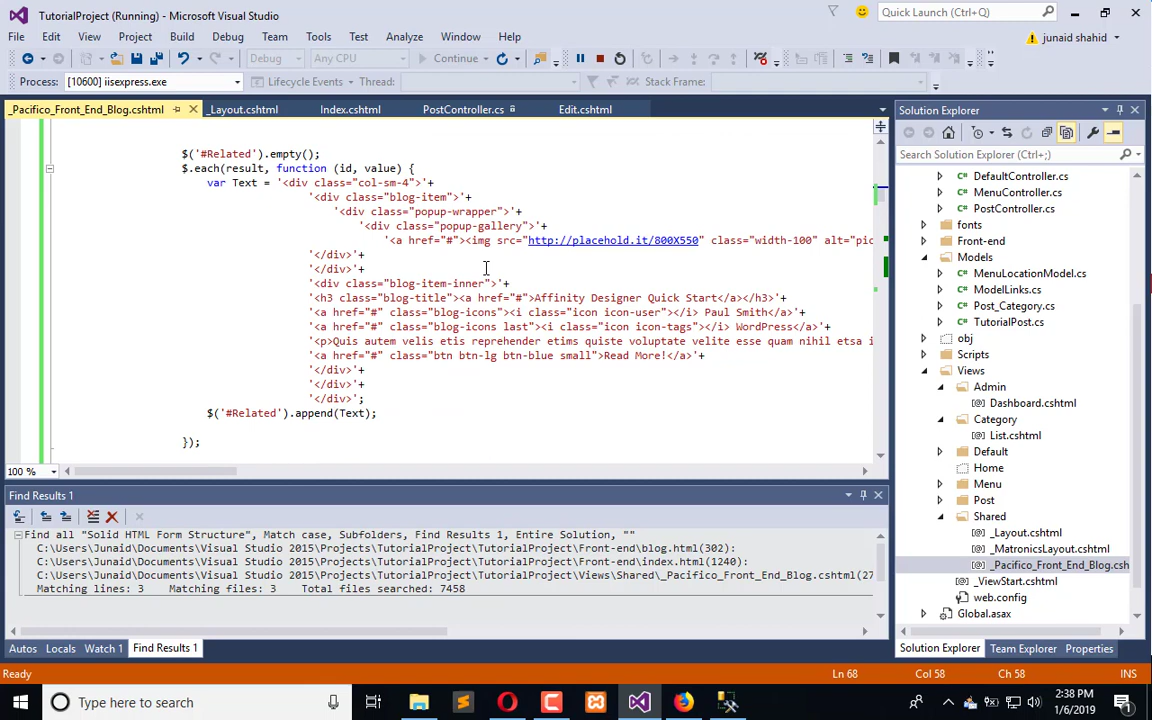 TutorialProject (Running) - Microsoft Visual Studio
Quick Launch (Ctrl+Q)
File Edit View Project Build Debug Team Tools Test Analyze Window Help
junaid shahid
Debug Any CPU Continue
Process: [10600] iisexpress.exe Lifecycle Events Thread: Stack Frame:
_Pacifico_Front_End_Blog.cshtml _Layout.cshtml Index.cshtml PostController.cs Edit.cshtml
$('#Related').empty();
$.each(result, function (id, value) {
var Text = '<div class="col-sm-4">'+
'<div class="blog-item">'+
'<div class="popup-wrapper">'+
'<div class="popup-gallery">'+
'<a href="#"><img src="http://placehold.it/800X550" class="width-100" alt="pic
'</div>'+
'</div>'+
'<div class="blog-item-inner">'+
'<h3 class="blog-title"><a href="#">Affinity Designer Quick Start</a></h3>'+
'<a href="#" class="blog-icons"><i class="icon icon-user"></i> Paul Smith</a>'+
'<a href="#" class="blog-icons last"><i class="icon icon-tags"></i> WordPress</a>'+
'<p>Quis autem velis etis reprehender etims quiste voluptate velite esse quam nihil etsa i
'<a href="#" class="btn btn-lg btn-blue small">Read More!</a>'+
'</div>'+
'</div>'+
'</div>';
$('#Related').append(Text);
});
100 %
Find Results 1
Find all "Solid HTML Form Structure", Match case, Subfolders, Find Results 1, Entire Solution, ""
C:\Users\Junaid\Documents\Visual Studio 2015\Projects\TutorialProject\TutorialProject\Front-end\blog.html(302):
C:\Users\Junaid\Documents\Visual Studio 2015\Projects\TutorialProject\TutorialProject\Front-end\index.html(1240):
C:\Users\Junaid\Documents\Visual Studio 2015\Projects\TutorialProject\TutorialProject\Views\Shared\_Pacifico_Front_End_Blog.cshtml(27
Matching lines: 3 Matching files: 3 Total files searched: 7458
Autos Locals Watch 1 Find Results 1
Solution Explorer
Search Solution Explorer (Ctrl+;)
DefaultController.cs
MenuController.cs
PostController.cs
fonts
Front-end
Models
MenuLocationModel.cs
ModelLinks.cs
Post_Category.cs
TutorialPost.cs
obj
Scripts
Views
Admin
Dashboard.cshtml
Category
List.cshtml
Default
Home
Menu
Post
Shared
_Layout.cshtml
_MatronicsLayout.cshtml
_Pacifico_Front_End_Blog.csh
_ViewStart.cshtml
web.config
Global.asax
Solution Explorer Team Explorer Properties
Ready Ln 68 Col 58 Ch 58 INS
Type here to search
2:38 PM
1/6/2019